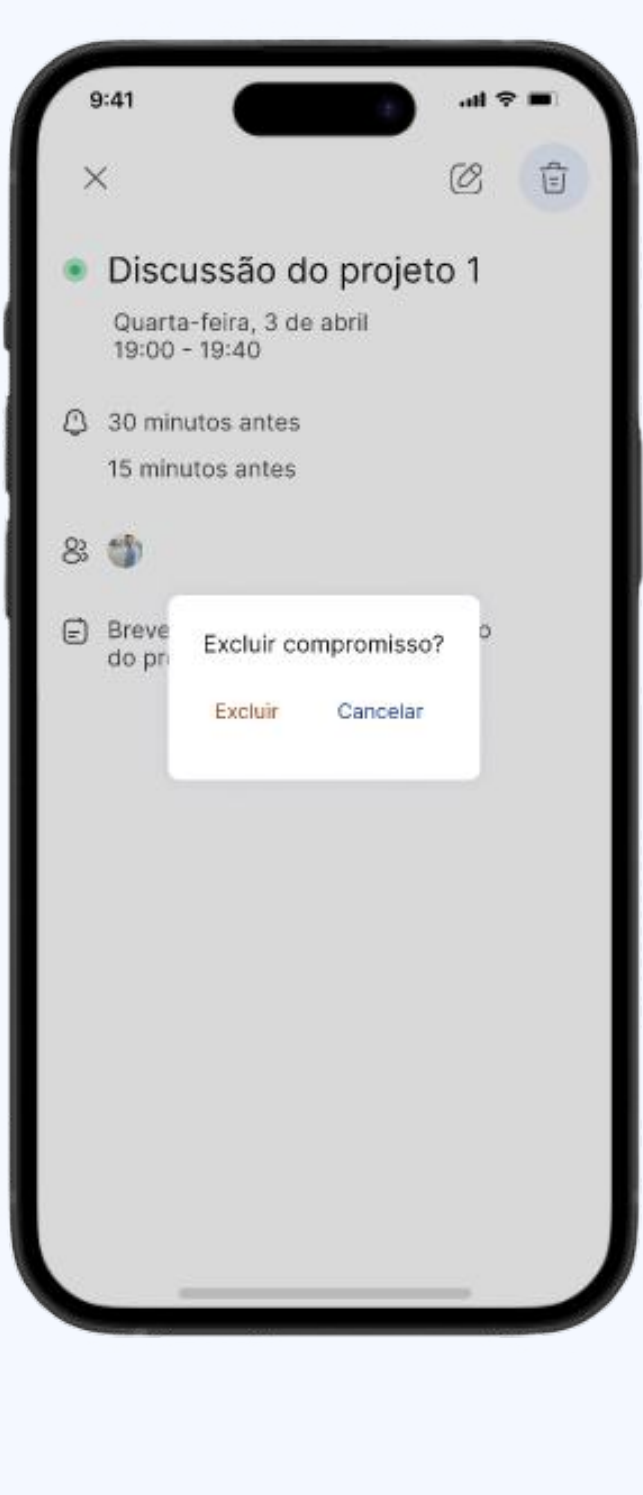 9:41
Discussão do projeto 1
Quarta-feira, 3 de abril
19:00 - 19:40
30 minutos antes
15 minutos antes
Breve
do
Excluir compromisso?
Excluir Cancelar